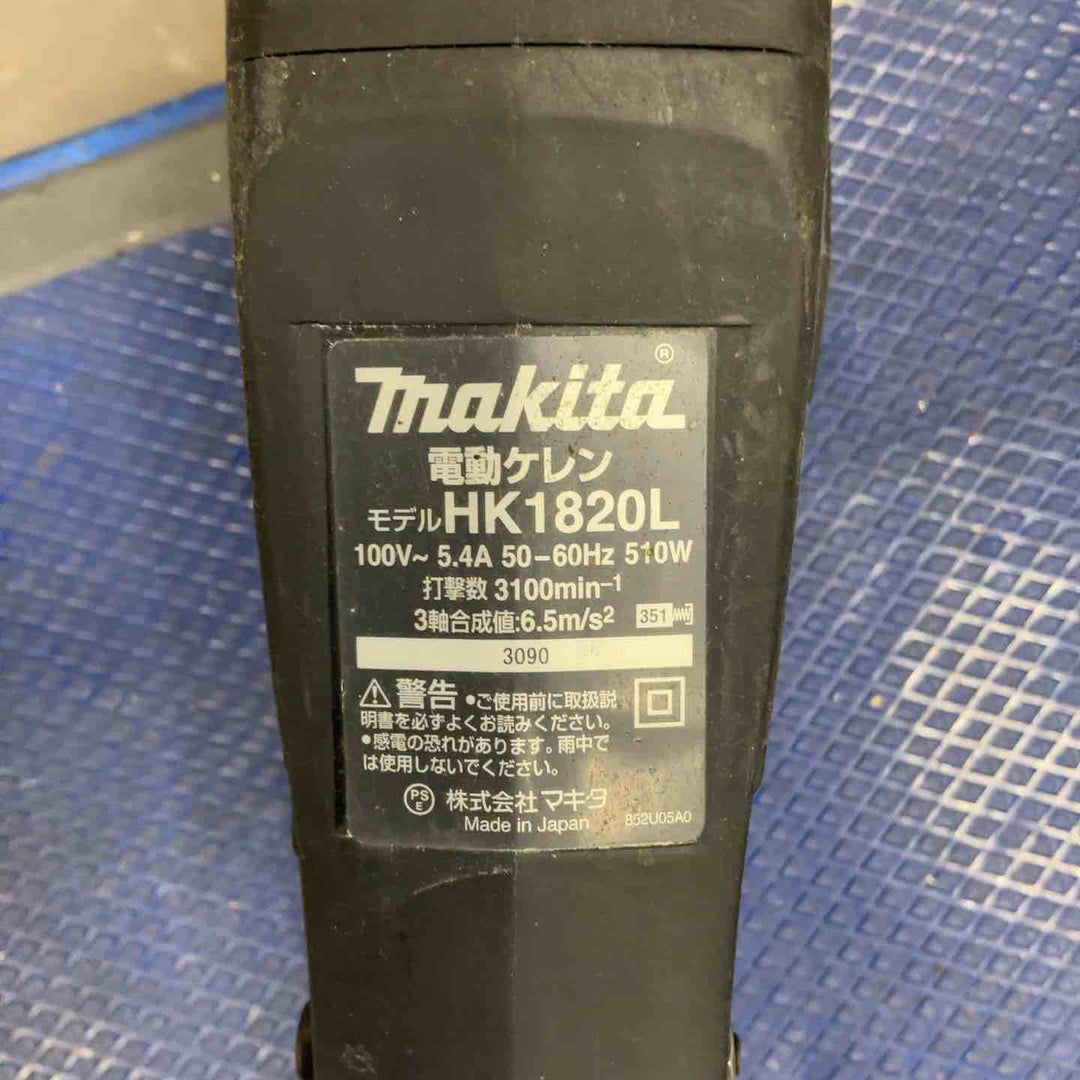 makita®
電動ケレン
モデルHK1820L
100V~ 5.4A 50-60Hz 510W
打撃数 3100min⁻¹
3軸合成値:6.5m/s² 351
3090
⚠警告 •ご使用前に取扱説
明書を必ずよくお読みください。
•感電の恐れがあります。雨中で
は使用しないでください。
PSE 株式会社マキタ
Made in Japan 852U05A0